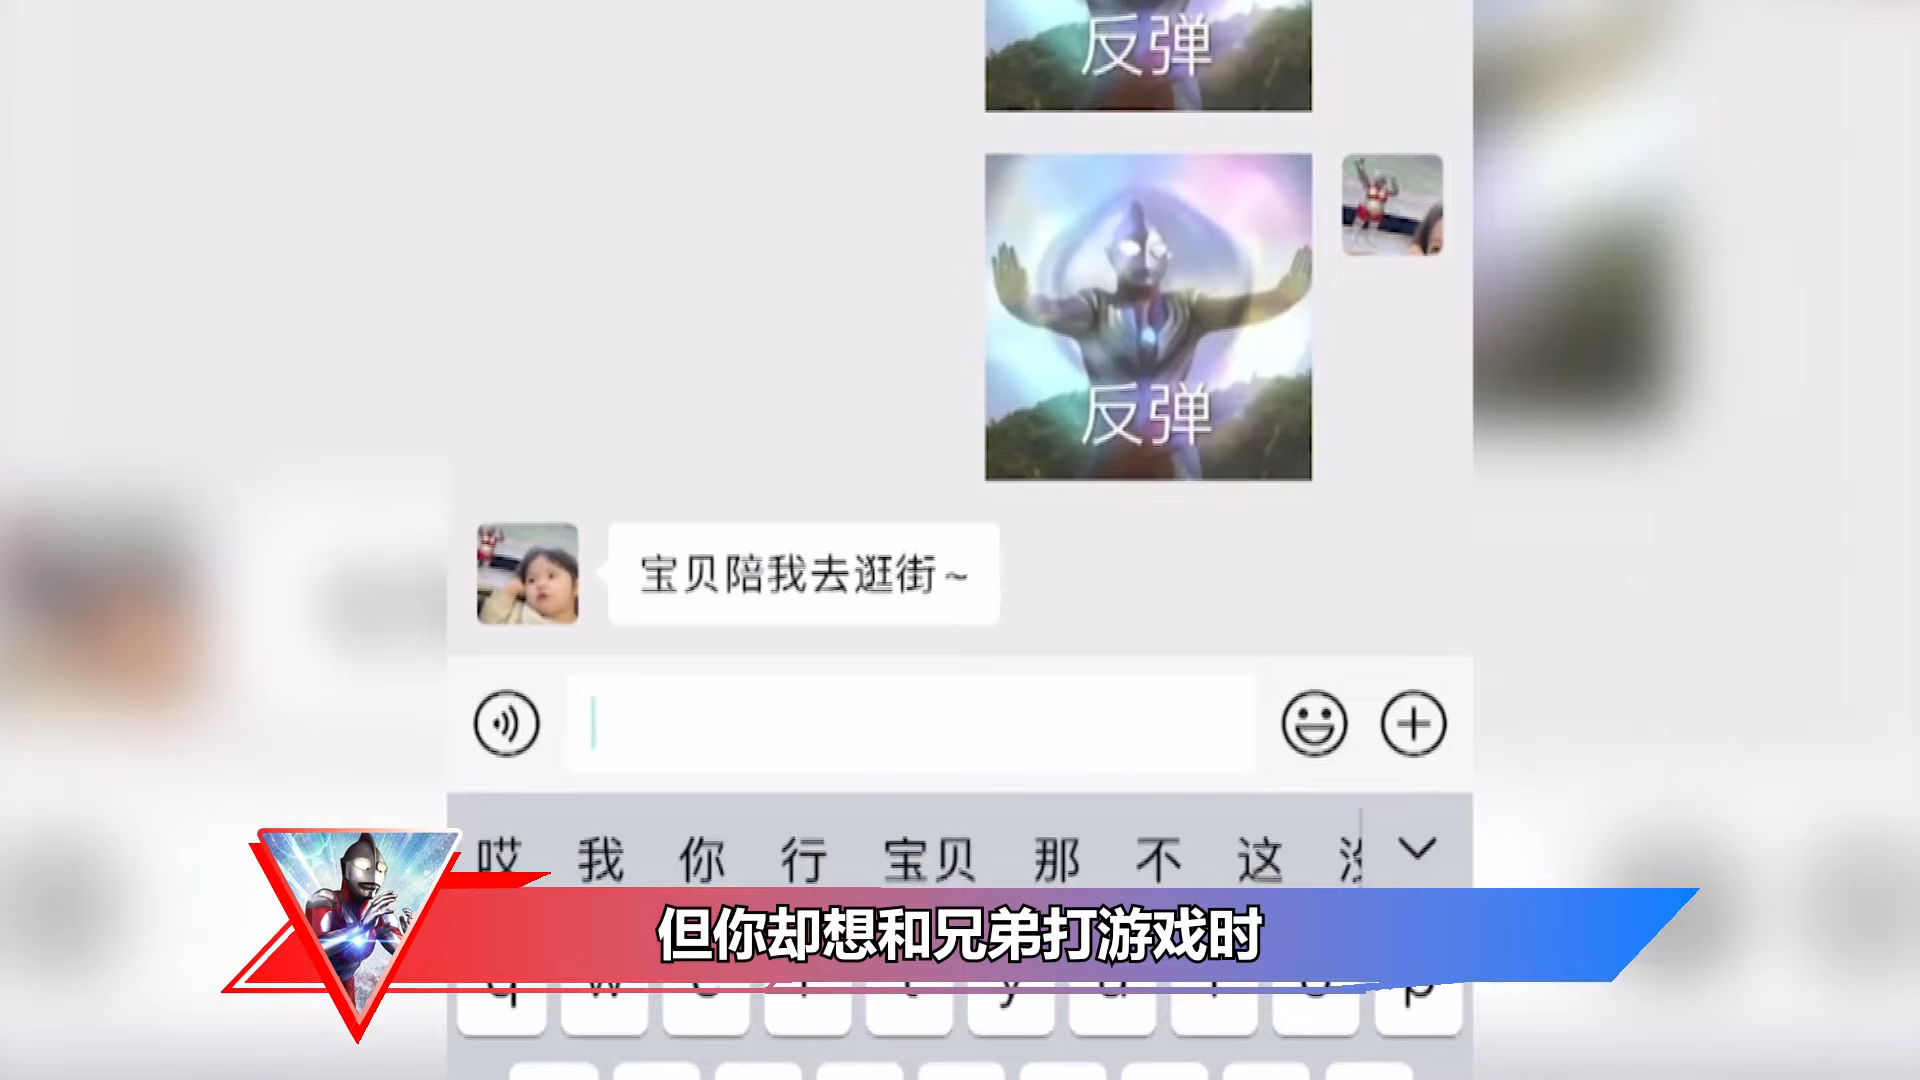 反弹
反弹
宝贝陪我去逛街~
哎 我 你 行 宝贝 那 不 这
但你却想和兄弟打游戏时
q w e r t y u i o p